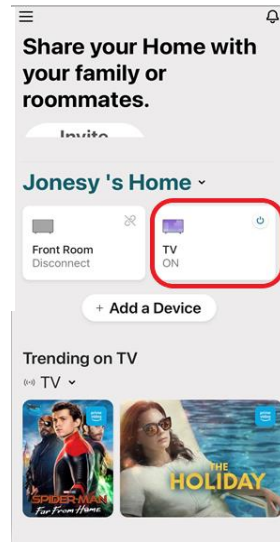 Share your Home with
your family or
roommates.
Invite
Jonesy 's Home
Front Room
Disconnect
TV
ON
+ Add a Device
Trending on TV
TV
SPIDER-MAN
Far From Home
THE
HOLIDAY